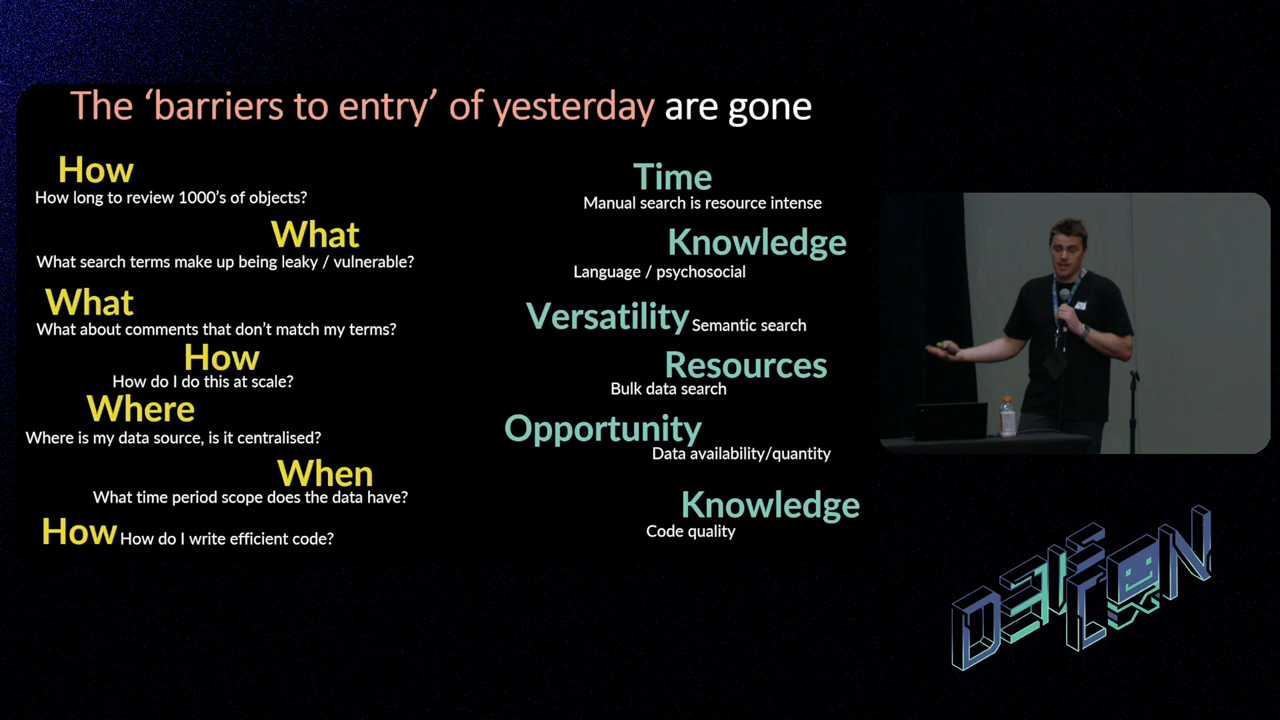 The ‘barriers to entry’ of yesterday are gone
How
How long to review 1000’s of objects?
What
What search terms make up being leaky / vulnerable?
What
What about comments that don’t match my terms?
How
How do I do this at scale?
Where
Where is my data source, is it centralised?
When
What time period scope does the data have?
How How do I write efficient code?
Time
Manual search is resource intense
Knowledge
Language / psychosocial
Versatility Semantic search
Resources
Bulk data search
Opportunity
Data availability/quantity
Knowledge
Code quality
DEF
CON